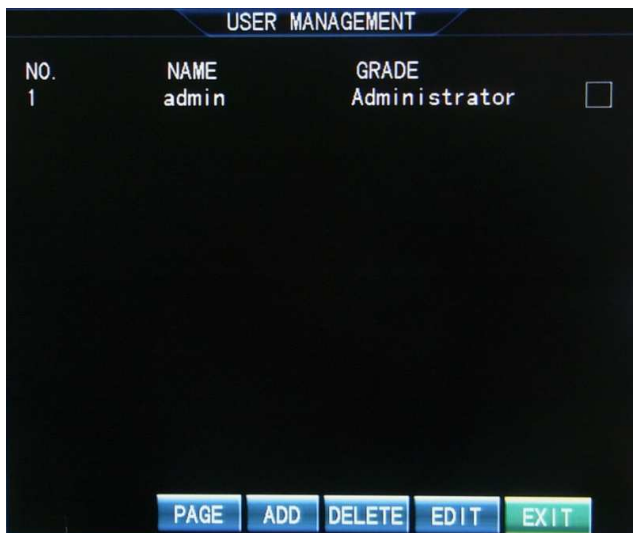 USER MANAGEMENT
NO. NAME GRADE
1 admin Administrator
PAGE ADD DELETE EDIT EXIT